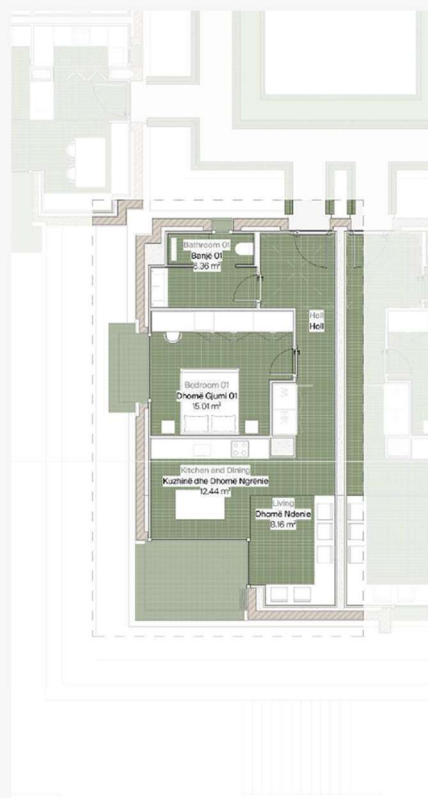 Bathroom 01
Banjë 01
6.36 m²
Holl
Holl
Bedroom 01
Dhomë Gjumi 01
15.01 m²
Kitchen and Dining
Kuzhinë dhe Dhomë Ngrënie
12.44 m²
Living
Dhomë Ndenie
8.16 m²